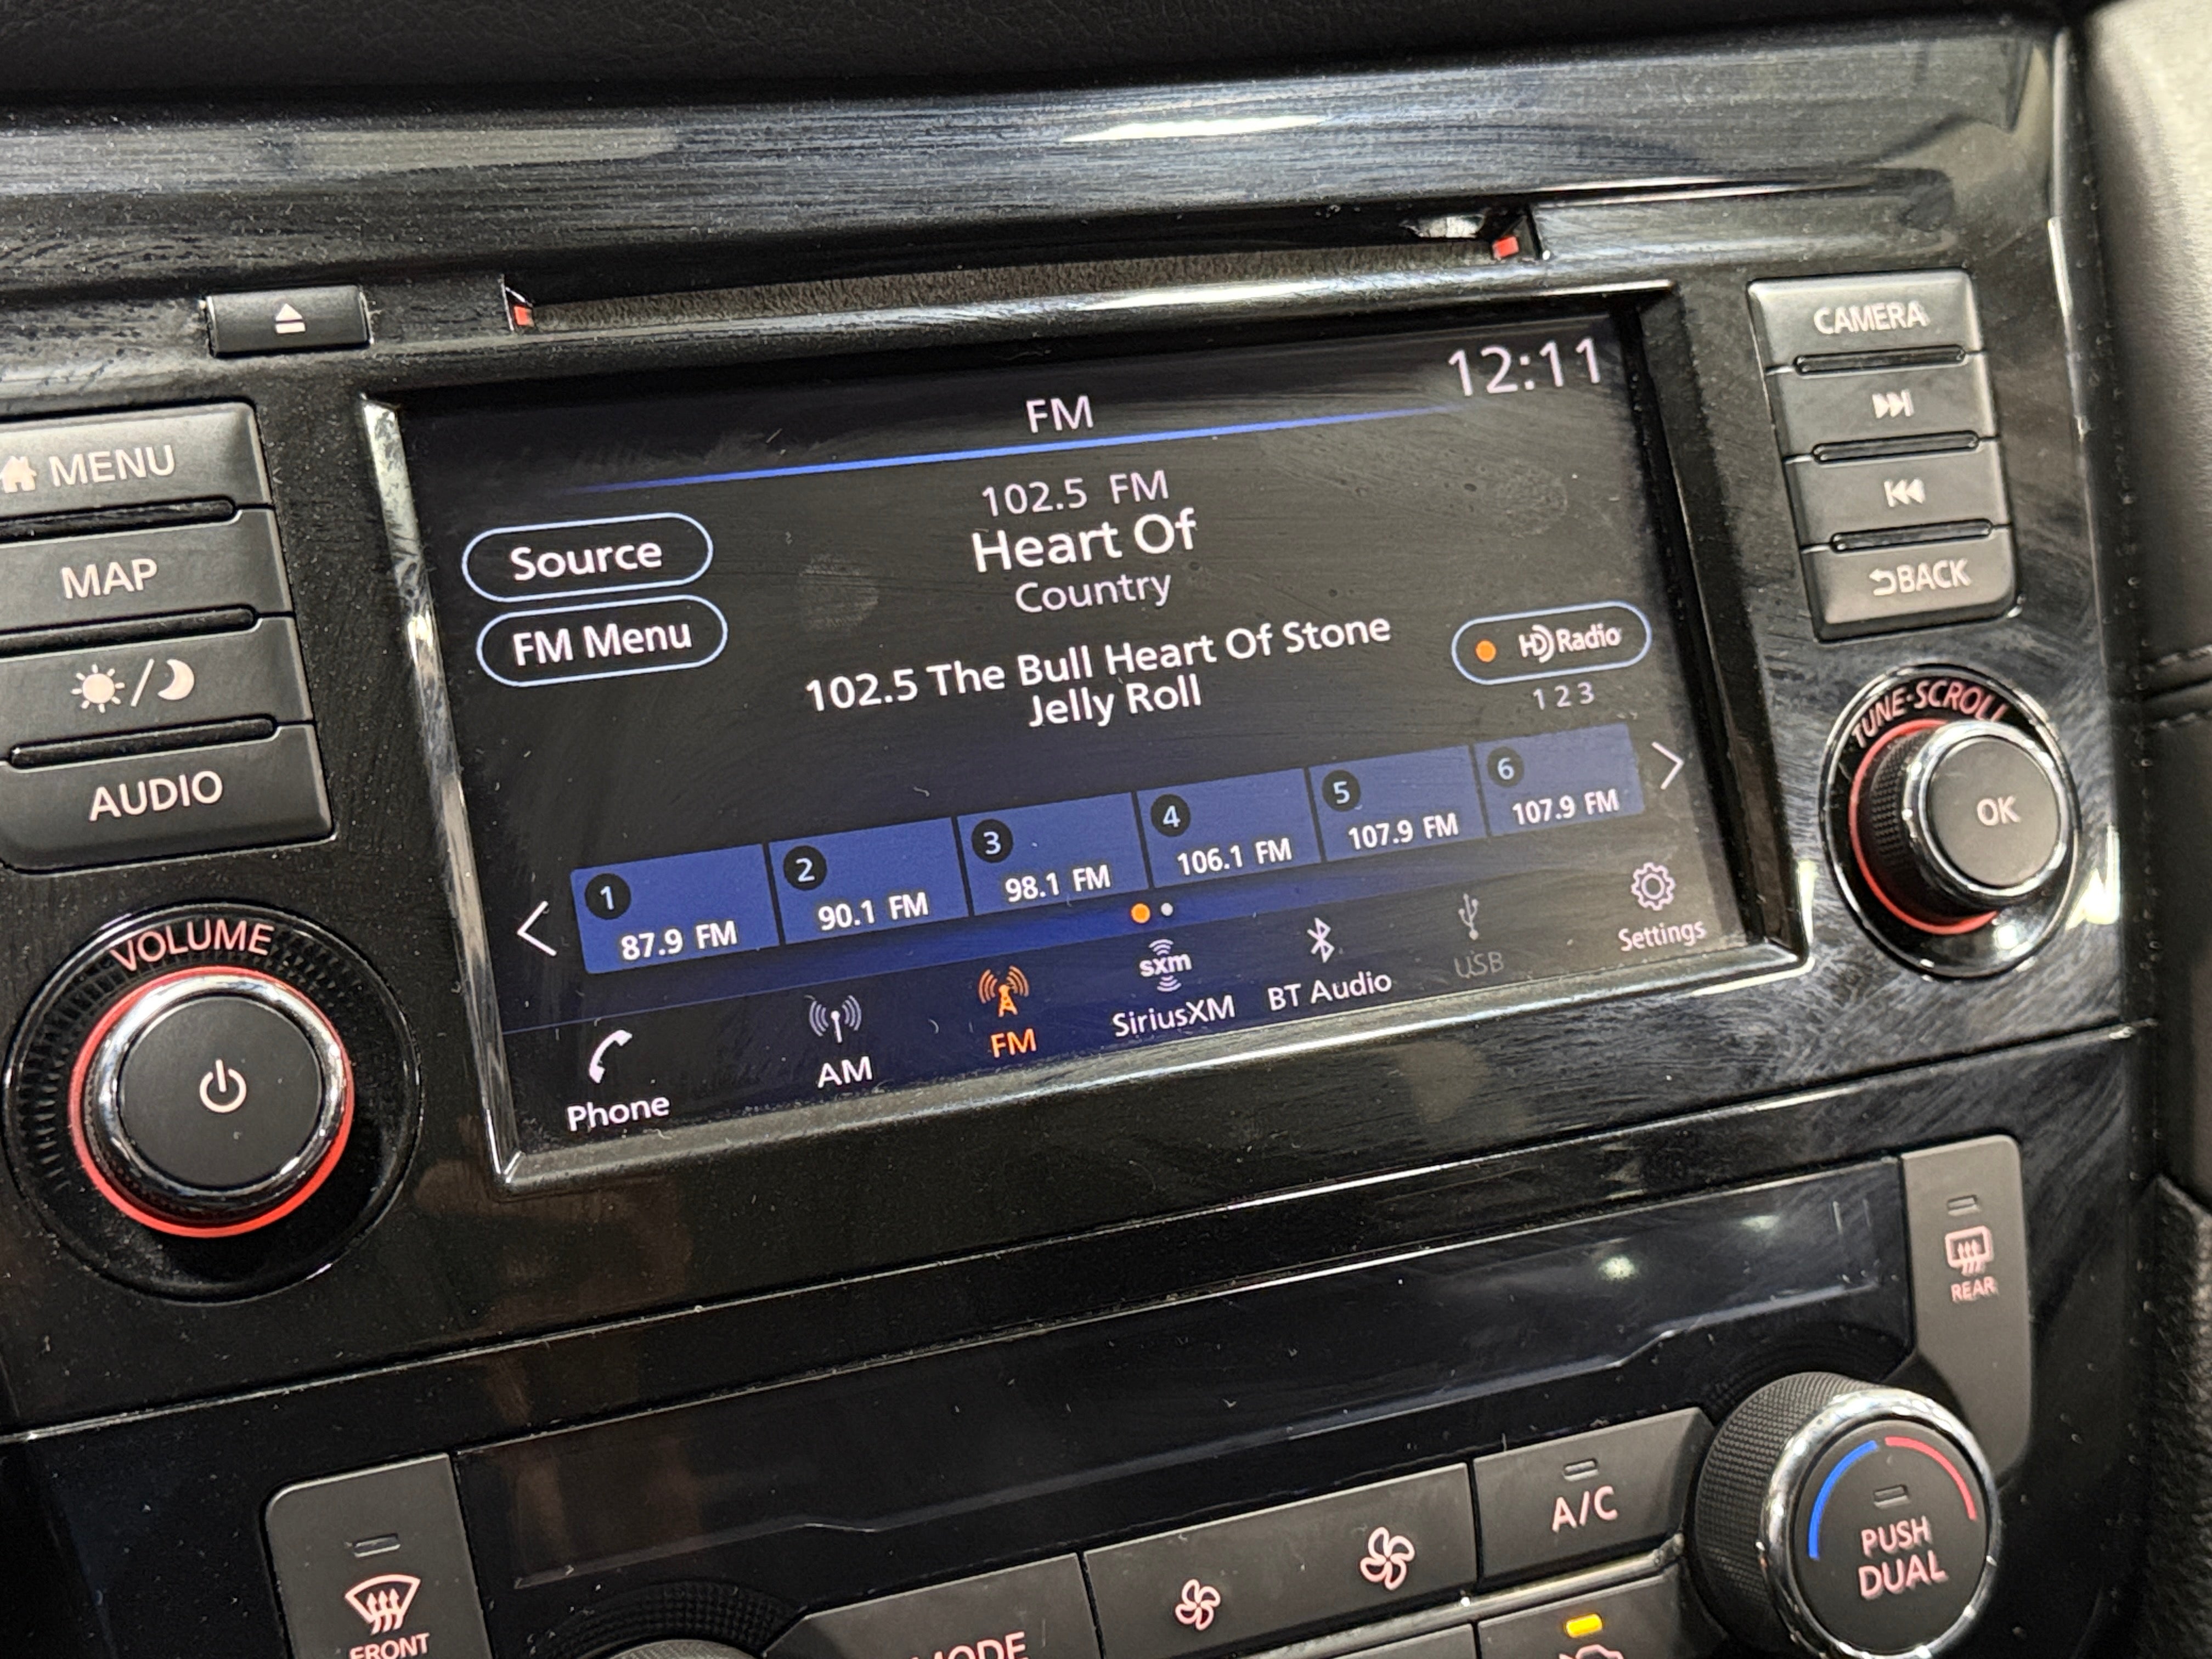 CAMERA
12:11
FM
MENU
102.5 FM
Source
Heart Of
Country
BACK
MAP
FM Menu
102.5 The Bull Heart Of Stone
Jelly Roll
HD Radio
1 2 3
TUNE·SCROLL
OK
AUDIO
1
87.9 FM
2
90.1 FM
3
98.1 FM
4
106.1 FM
5
107.9 FM
6
107.9 FM
VOLUME
Phone
AM
FM
sxm
SiriusXM
BT Audio
USB
Settings
REAR
A/C
PUSH
DUAL
FRONT
MODE